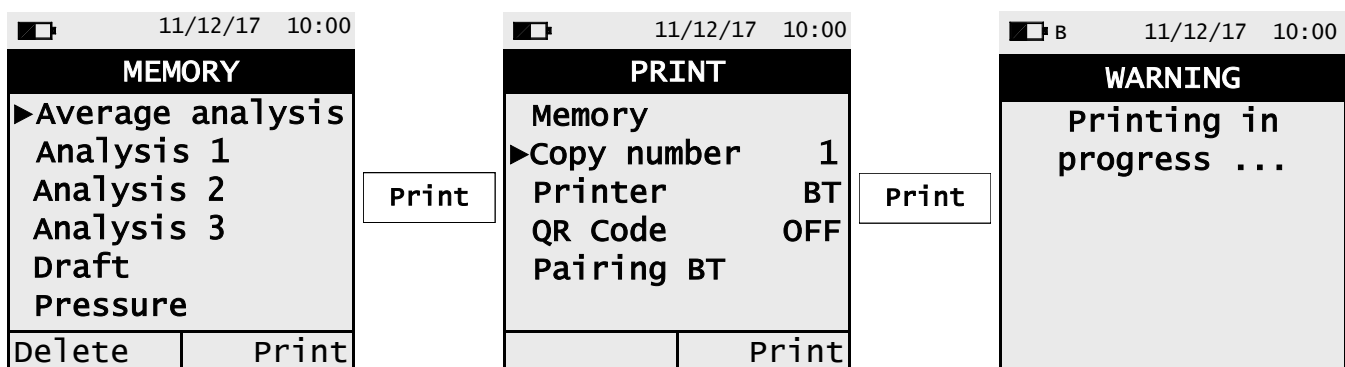 11/12/17 10:00
MEMORY
►Average analysis
Analysis 1
Analysis 2
Analysis 3
Draft
Pressure
Delete Print
Print
11/12/17 10:00
PRINT
Memory
►Copy number 1
Printer BT
QR Code OFF
Pairing BT
Print
Print
B 11/12/17 10:00
WARNING
Printing in
progress ...